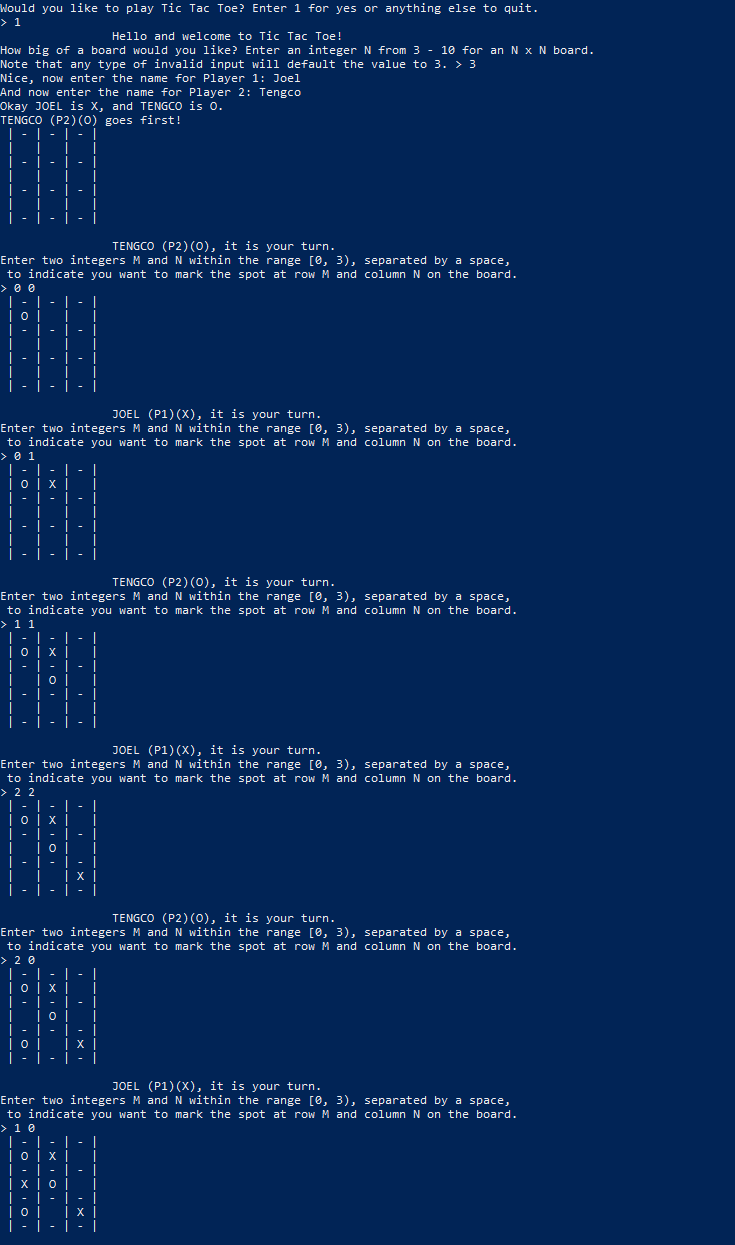 Would you like to play Tic Tac Toe? Enter 1 for yes or anything else to quit.
> 1
                Hello and welcome to Tic Tac Toe!
How big of a board would you like? Enter an integer N from 3 - 10 for an N x N board.
Note that any type of invalid input will default the value to 3. > 3
Nice, now enter the name for Player 1: Joel
And now enter the name for Player 2: Tengco
Okay JOEL is X, and TENGCO is O.
TENGCO (P2)(O) goes first!
 | - | - | - |
 |   |   |   |
 | - | - | - |
 |   |   |   |
 | - | - | - |
 |   |   |   |
 | - | - | - |

                TENGCO (P2)(O), it is your turn.
Enter two integers M and N within the range [0, 3), separated by a space,
 to indicate you want to mark the spot at row M and column N on the board.
> 0 0
 | - | - | - |
 | O |   |   |
 | - | - | - |
 |   |   |   |
 | - | - | - |
 |   |   |   |
 | - | - | - |

                JOEL (P1)(X), it is your turn.
Enter two integers M and N within the range [0, 3), separated by a space,
 to indicate you want to mark the spot at row M and column N on the board.
> 0 1
 | - | - | - |
 | O | X |   |
 | - | - | - |
 |   |   |   |
 | - | - | - |
 |   |   |   |
 | - | - | - |

                TENGCO (P2)(O), it is your turn.
Enter two integers M and N within the range [0, 3), separated by a space,
 to indicate you want to mark the spot at row M and column N on the board.
> 1 1
 | - | - | - |
 | O | X |   |
 | - | - | - |
 |   | O |   |
 | - | - | - |
 |   |   |   |
 | - | - | - |

                JOEL (P1)(X), it is your turn.
Enter two integers M and N within the range [0, 3), separated by a space,
 to indicate you want to mark the spot at row M and column N on the board.
> 2 2
 | - | - | - |
 | O | X |   |
 | - | - | - |
 |   | O |   |
 | - | - | - |
 |   |   | X |
 | - | - | - |

                TENGCO (P2)(O), it is your turn.
Enter two integers M and N within the range [0, 3), separated by a space,
 to indicate you want to mark the spot at row M and column N on the board.
> 2 0
 | - | - | - |
 | O | X |   |
 | - | - | - |
 |   | O |   |
 | - | - | - |
 | O |   | X |
 | - | - | - |

                JOEL (P1)(X), it is your turn.
Enter two integers M and N within the range [0, 3), separated by a space,
 to indicate you want to mark the spot at row M and column N on the board.
> 1 0
 | - | - | - |
 | O | X |   |
 | - | - | - |
 | X | O |   |
 | - | - | - |
 | O |   | X |
 | - | - | - |